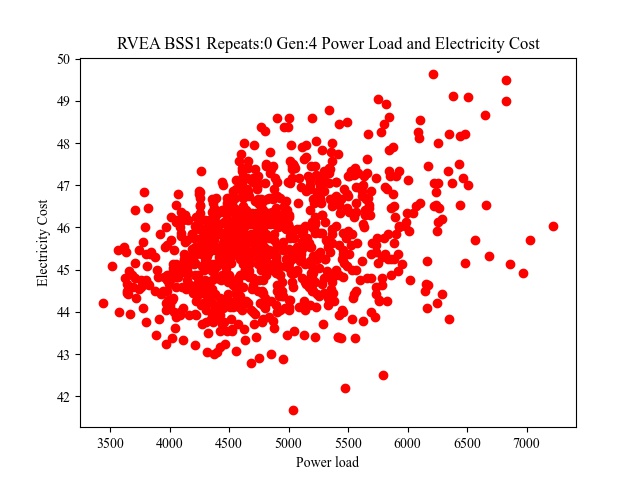 RVEA BSS1 Repeats:0 Gen:4 Power Load and Electricity Cost
50
49
48
47
46
45
44
43
42
Electricity Cost
3500 4000 4500 5000 5500 6000 6500 7000
Power load